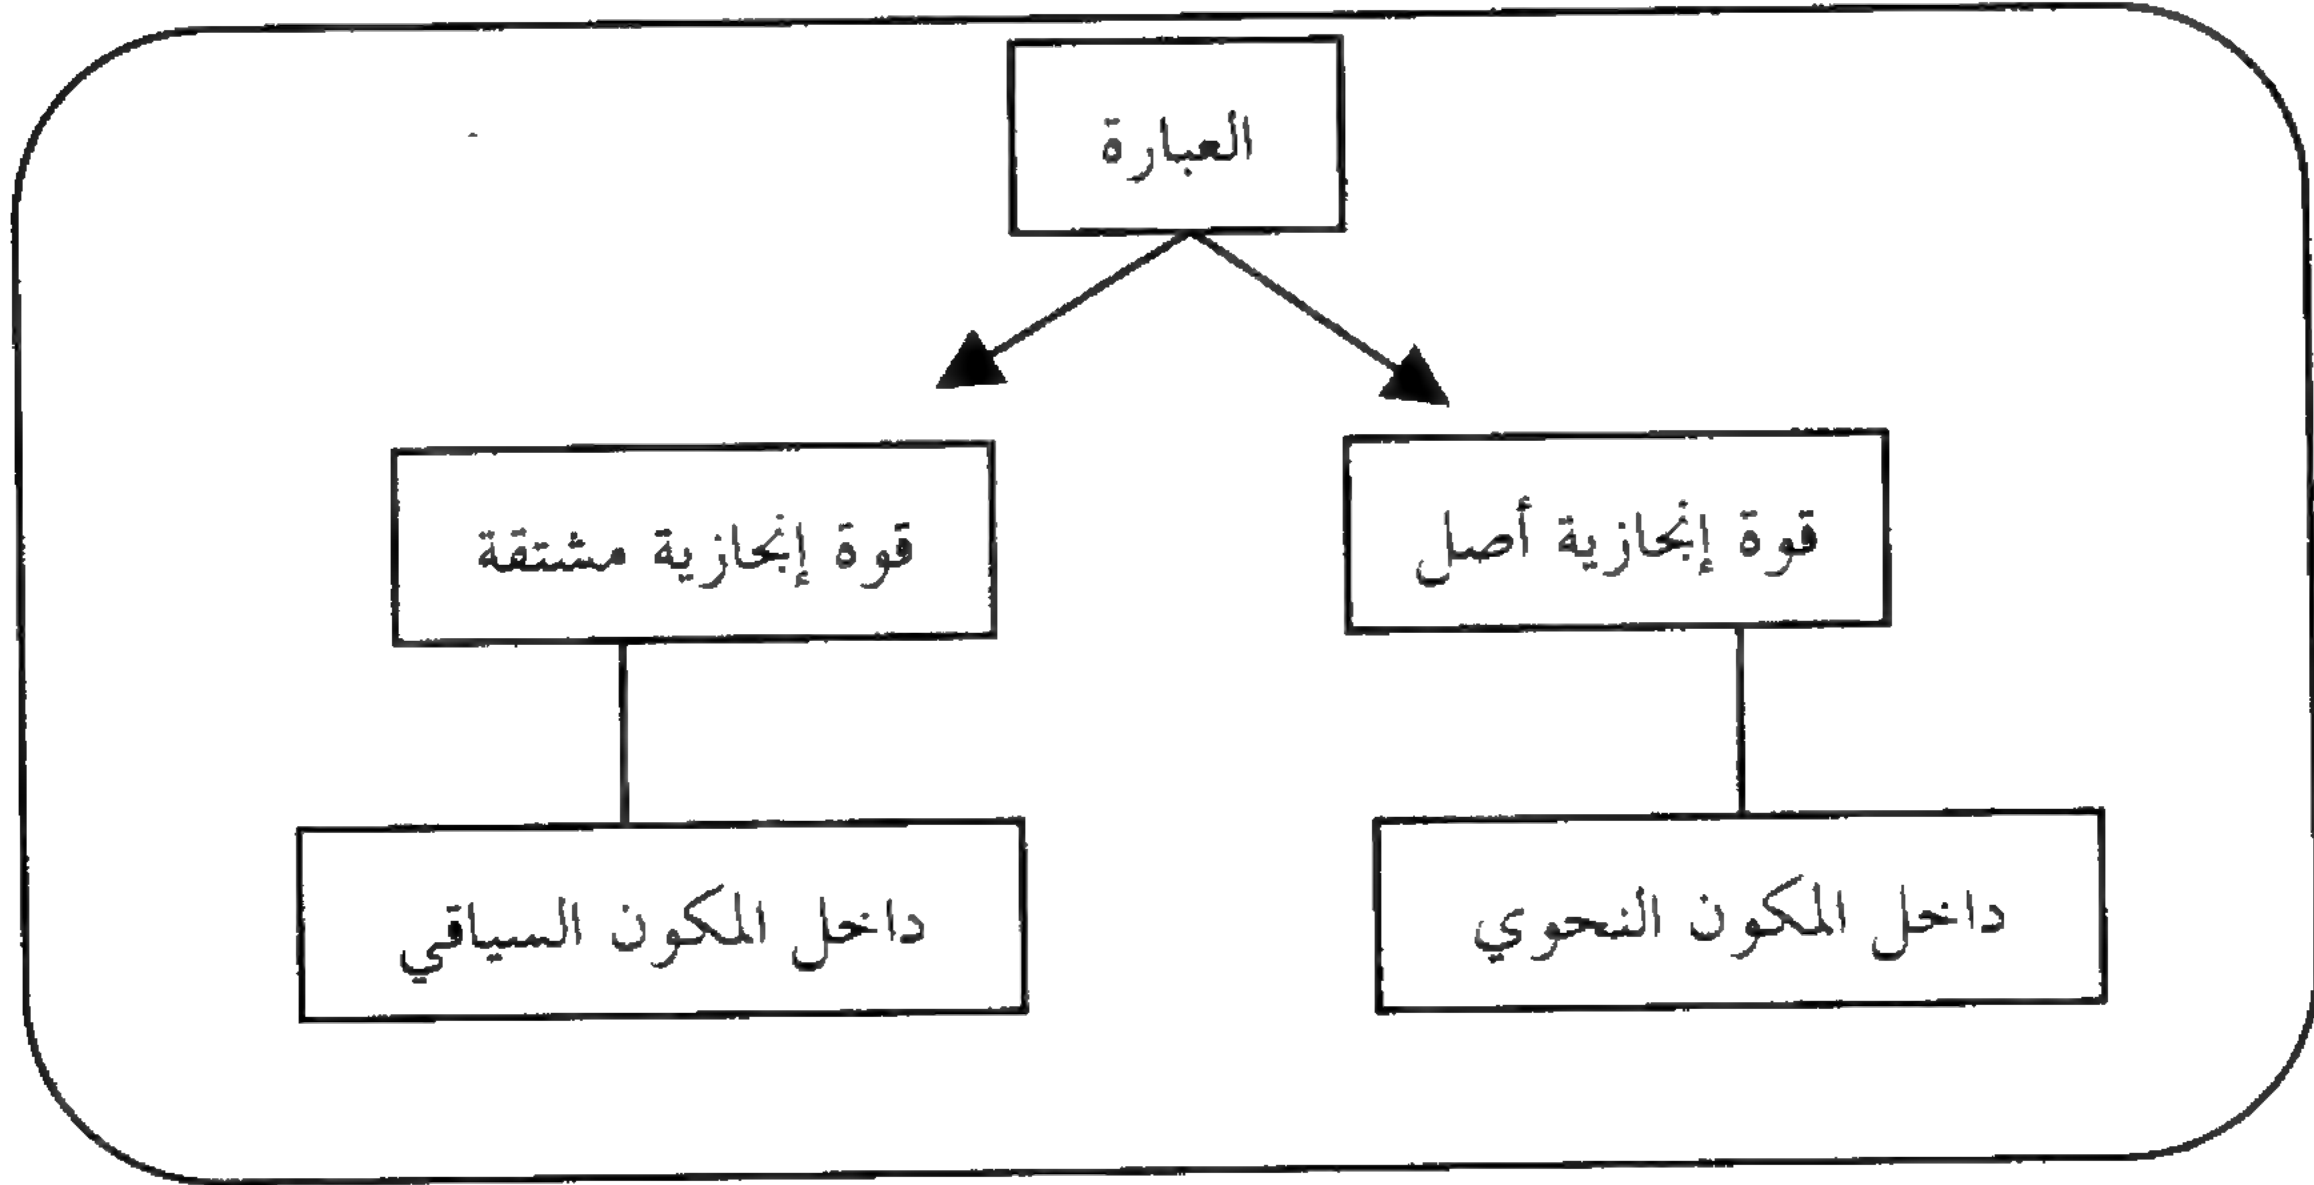 العبارة
قوة إنجازية أصل
قوة إنجازية مشتقة
داخل المكون النحوي
داخل المكون السياقي